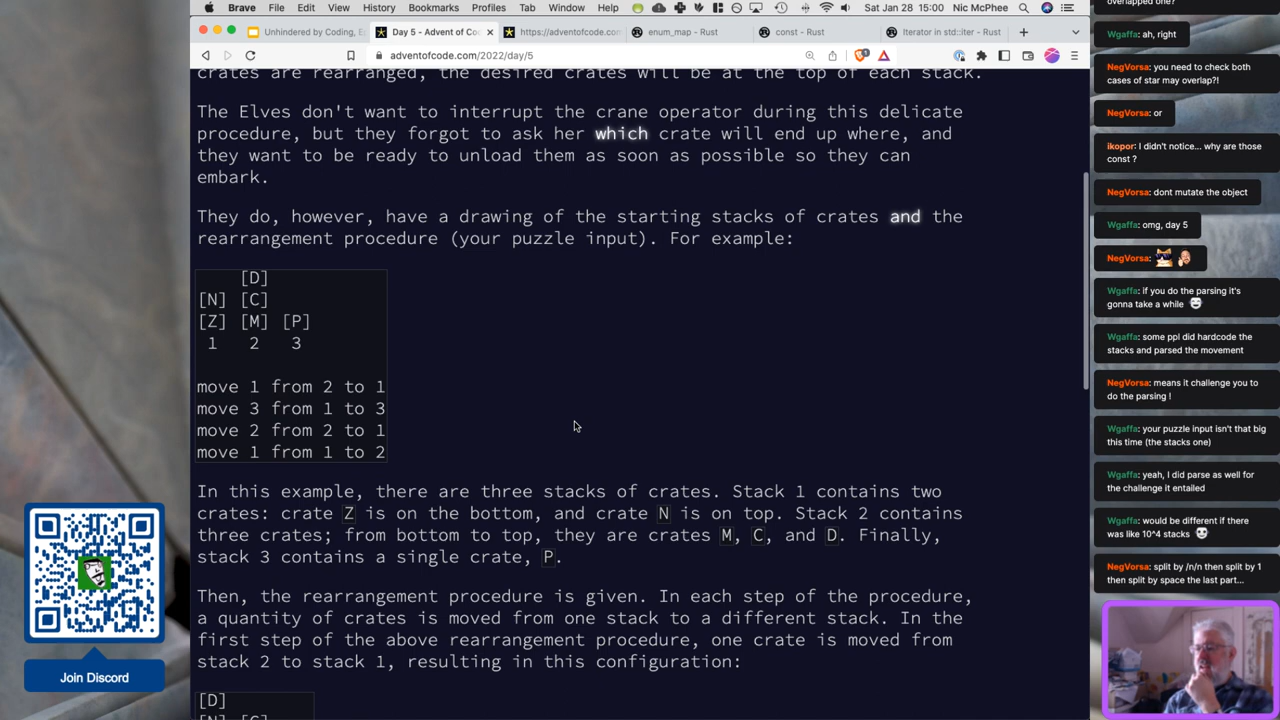 Brave File Edit View History Bookmarks Profiles Tab Window Help Sat Jan 28 15:00 Nic McPhee
Unhindered by Coding, E
Day 5 - Advent of Co
https://adventofcode.com/2022
enum_map - Rust
const - Rust
Iterator in std::iter - Rust
adventofcode.com/2022/day/5
crates are rearranged, the desired crates will be at the top of each stack.
The Elves don't want to interrupt the crane operator during this delicate
procedure, but they forgot to ask her which crate will end up where, and
they want to be ready to unload them as soon as possible so they can
embark.
They do, however, have a drawing of the starting stacks of crates and the
rearrangement procedure (your puzzle input). For example:
[D]
[N] [C]
[Z] [M] [P]
1 2 3
move 1 from 2 to 1
move 3 from 1 to 3
move 2 from 2 to 1
move 1 from 1 to 2
In this example, there are three stacks of crates. Stack 1 contains two
crates: crate Z is on the bottom, and crate N is on top. Stack 2 contains
three crates; from bottom to top, they are crates M, C, and D. Finally,
stack 3 contains a single crate, P.
Then, the rearrangement procedure is given. In each step of the procedure,
a quantity of crates is moved from one stack to a different stack. In the
first step of the above rearrangement procedure, one crate is moved from
stack 2 to stack 1, resulting in this configuration:
[D]
[N] [C]
Join Discord
overlapped one?
Wgaffa: ah, right
NegVorsa: you need to check both
cases of star may overlap?!
NegVorsa: or
ikopor: I didn't notice... why are those
const ?
NegVorsa: dont mutate the object
Wgaffa: omg, day 5
NegVorsa:
Wgaffa: if you do the parsing it's
gonna take a while
Wgaffa: some ppl did hardcode the
stacks and parsed the movement
NegVorsa: means it challenge you to
do the parsing !
Wgaffa: your puzzle input isn't that big
this time (the stacks one)
Wgaffa: yeah, I did parse as well for
the challenge it entailed
Wgaffa: would be different if there
was like 10^4 stacks
NegVorsa: split by /n/n then split by 1
then split by space the last part...